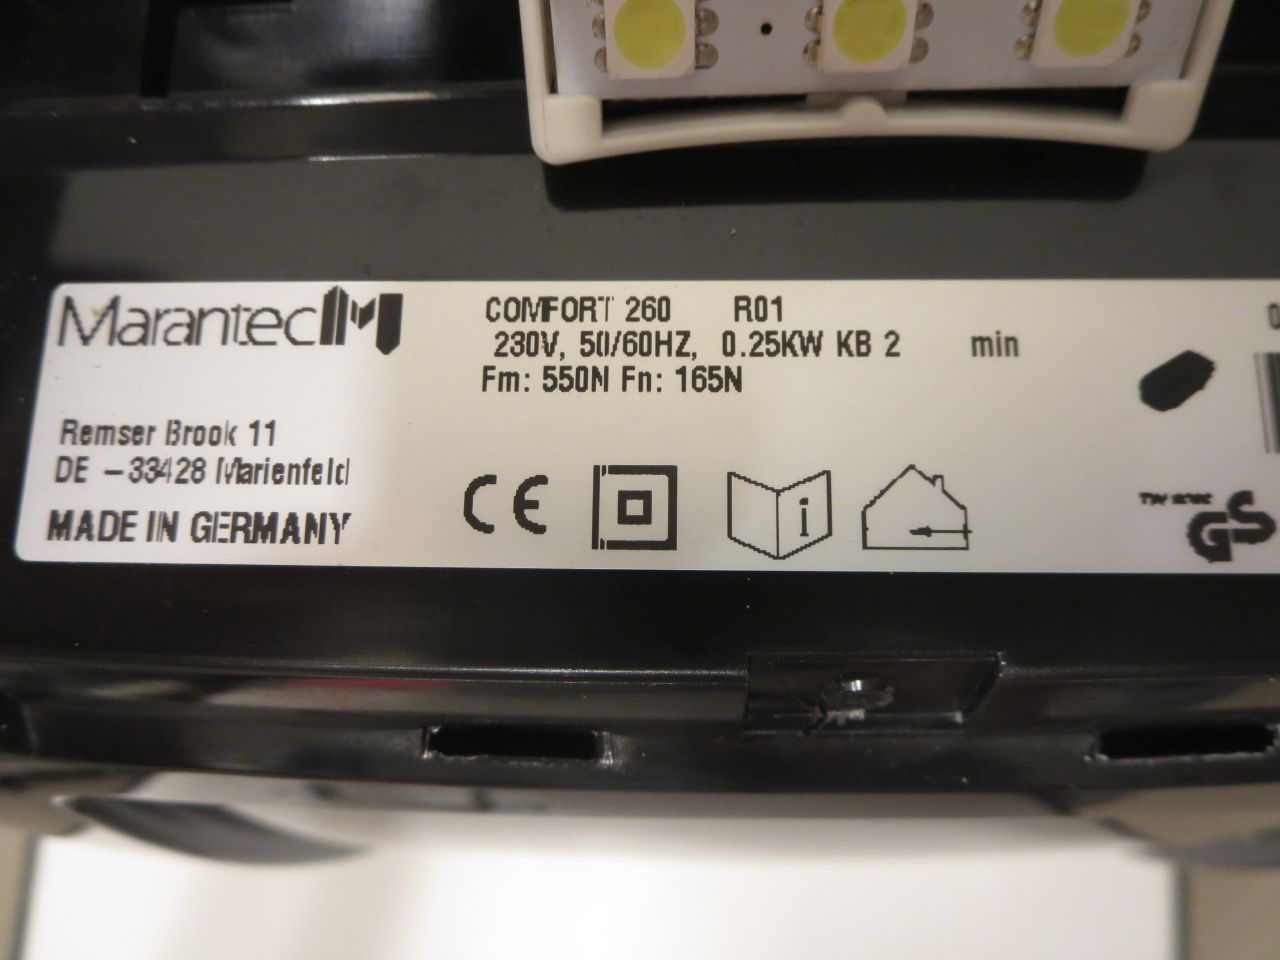 Marantec
COMFORT 260 R01
230V, 50/60HZ, 0.25KW KB 2 min
Fm: 550N Fn: 165N
Remser Brook 11
DE -33428 Marienfeld
MADE IN GERMANY
CE
i
GS